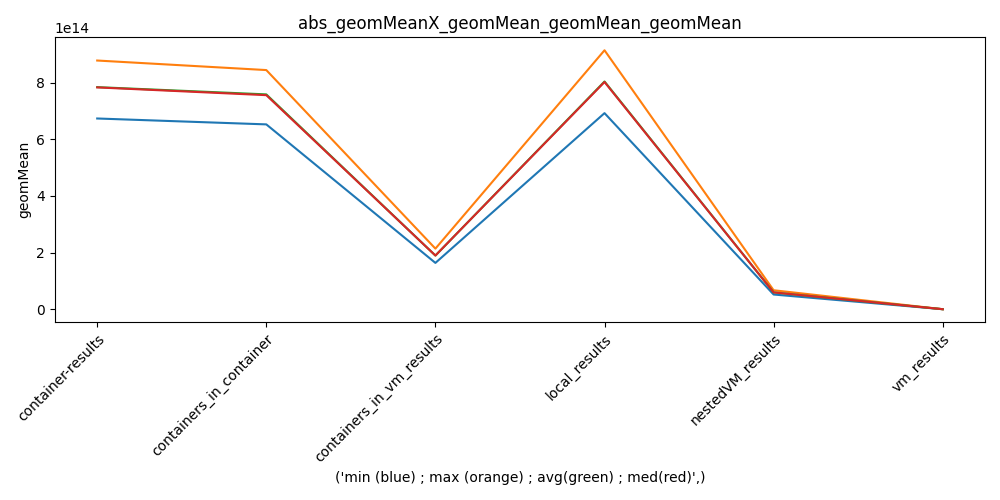 abs_geomMeanX_geomMean_geomMean_geomMean
1e14
8
6
4
2
0
geomMean
container-results
containers_in_container
containers_in_vm_results
local_results
nestedVM_results
vm_results
('min (blue) ; max (orange) ; avg(green) ; med(red)',)